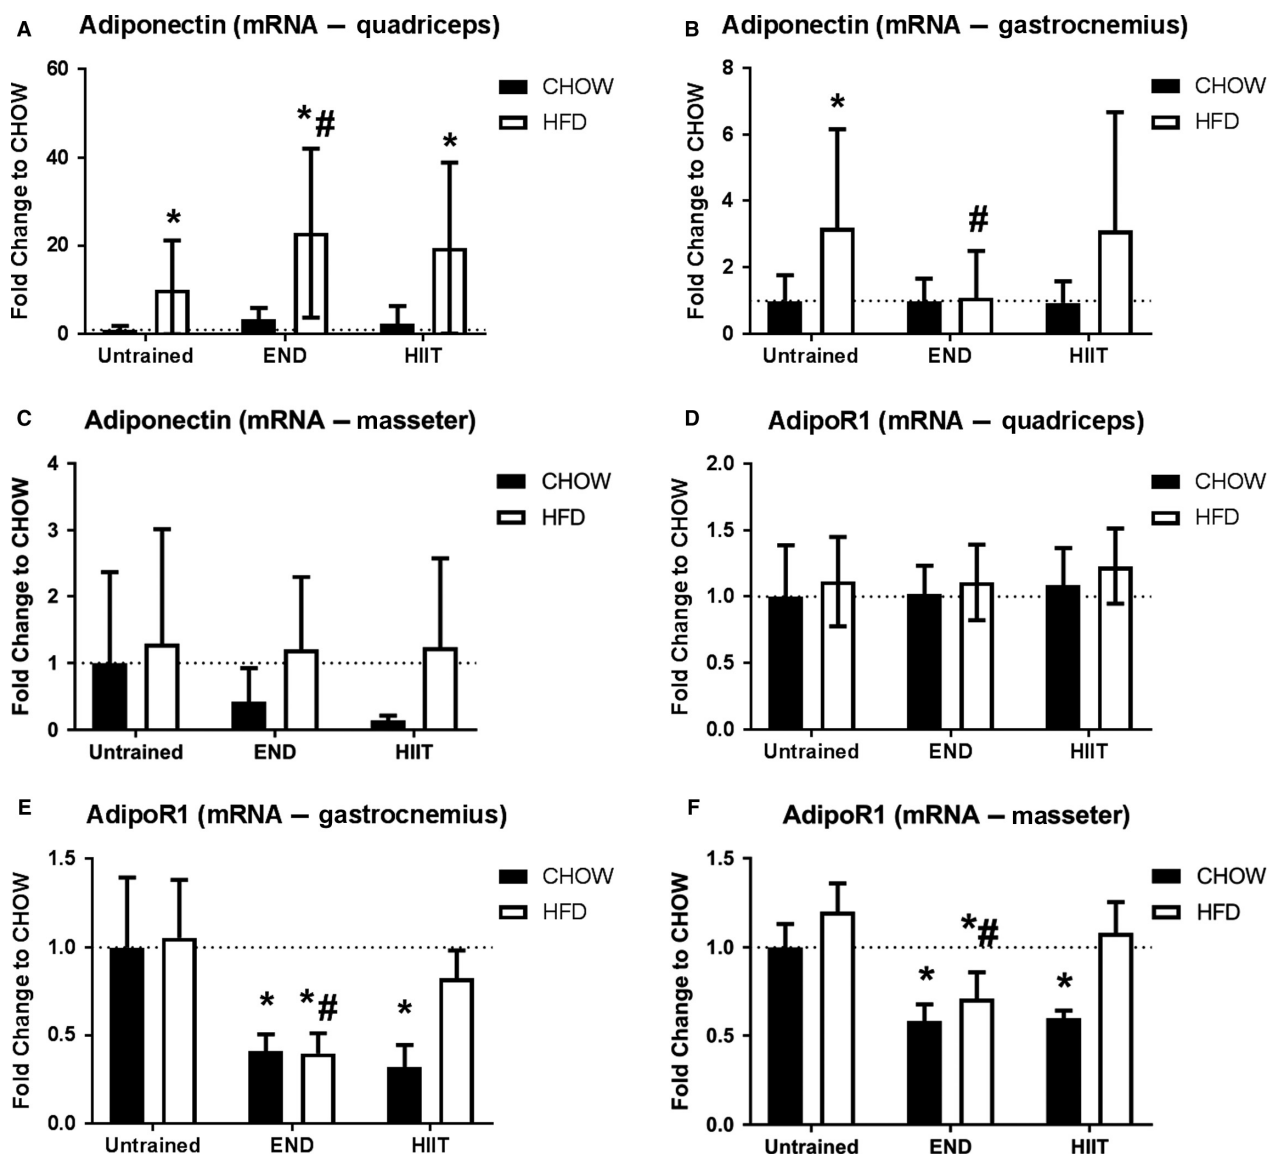 A
Adiponectin (mRNA – quadriceps)
Fold Change to CHOW
60
40
20
0
* *# *
Untrained END HIIT
CHOW
HFD
B
Adiponectin (mRNA – gastrocnemius)
Fold Change to CHOW
8
6
4
2
0
* #
Untrained END HIIT
CHOW
HFD
C
Adiponectin (mRNA – masseter)
Fold Change to CHOW
4
3
2
1
0
Untrained END HIIT
CHOW
HFD
D
AdipoR1 (mRNA – quadriceps)
Fold Change to CHOW
2.0
1.5
1.0
0.5
0.0
Untrained END HIIT
CHOW
HFD
E
AdipoR1 (mRNA – gastrocnemius)
Fold Change to CHOW
1.5
1.0
0.5
0.0
* *# *
Untrained END HIIT
CHOW
HFD
F
AdipoR1 (mRNA – masseter)
Fold Change to CHOW
1.5
1.0
0.5
0.0
* *# *
Untrained END HIIT
CHOW
HFD